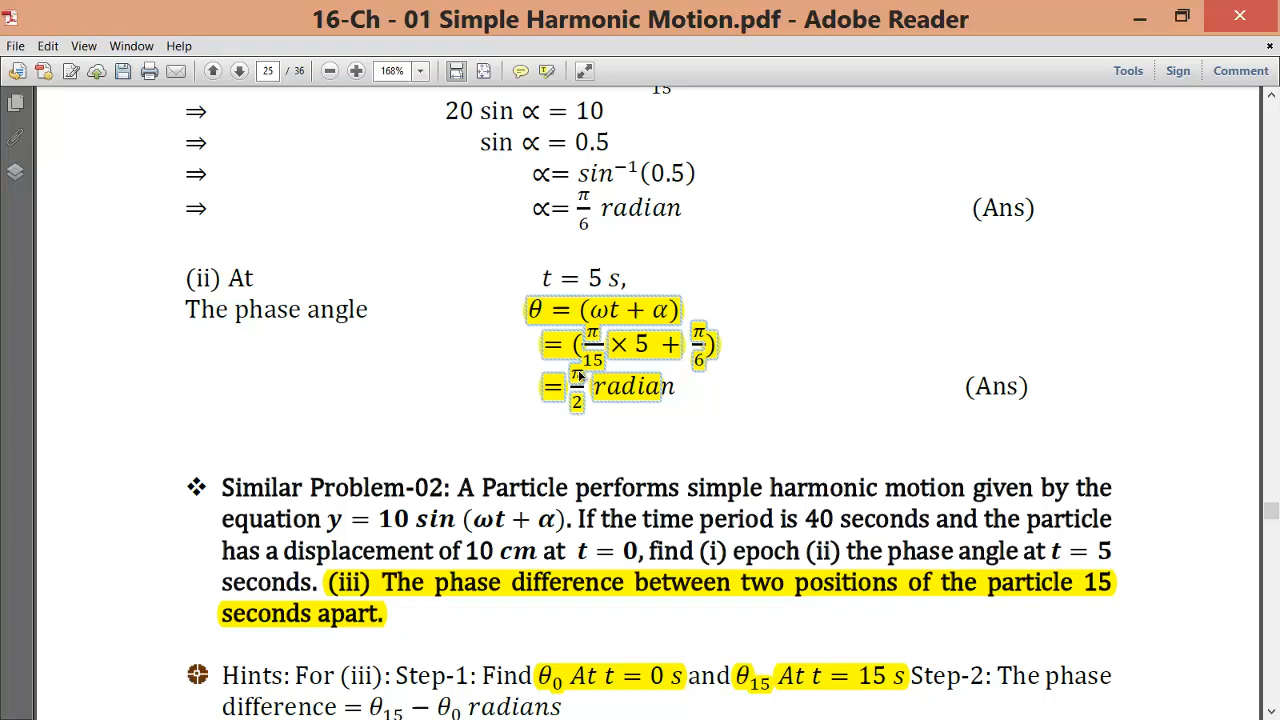 16-Ch - 01 Simple Harmonic Motion.pdf - Adobe Reader
File Edit View Window Help
25 / 36 168% Tools Sign Comment
15
⇒ 20 sin ∝ = 10
⇒ sin ∝ = 0.5
⇒ ∝= sin⁻¹(0.5)
⇒ ∝= π/6 radian (Ans)
(ii) At t = 5 s,
The phase angle θ = (ωt + α)
= (π/15 × 5 + π/6)
= π/2 radian (Ans)
❖ Similar Problem-02: A Particle performs simple harmonic motion given by the
equation y = 10 sin (ωt + α). If the time period is 40 seconds and the particle
has a displacement of 10 cm at t = 0, find (i) epoch (ii) the phase angle at t = 5
seconds. (iii) The phase difference between two positions of the particle 15
seconds apart.
Hints: For (iii): Step-1: Find θ₀ At t = 0 s and θ₁₅ At t = 15 s Step-2: The phase
difference = θ₁₅ − θ₀ radians